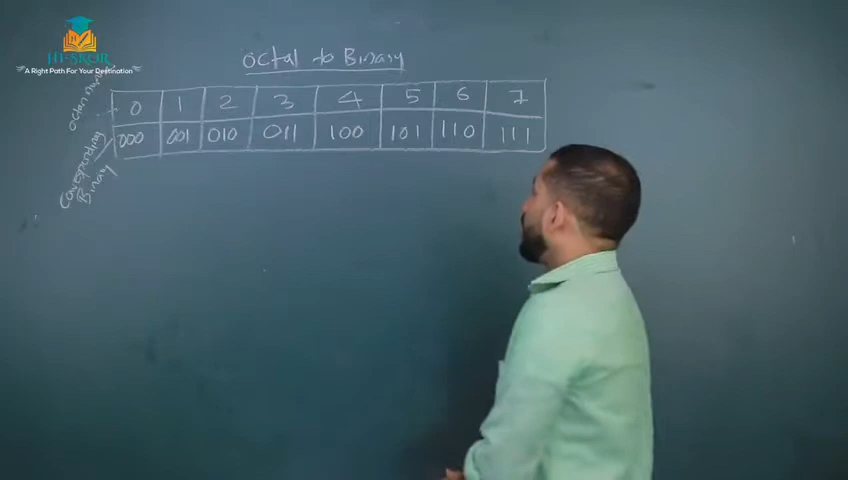 HI-SKOR
A Right Path For Your Destination
Octal to Binary
0 1 2 3 4 5 6 7
000 001 010 011 100 101 110 111
Corresponding
Binary